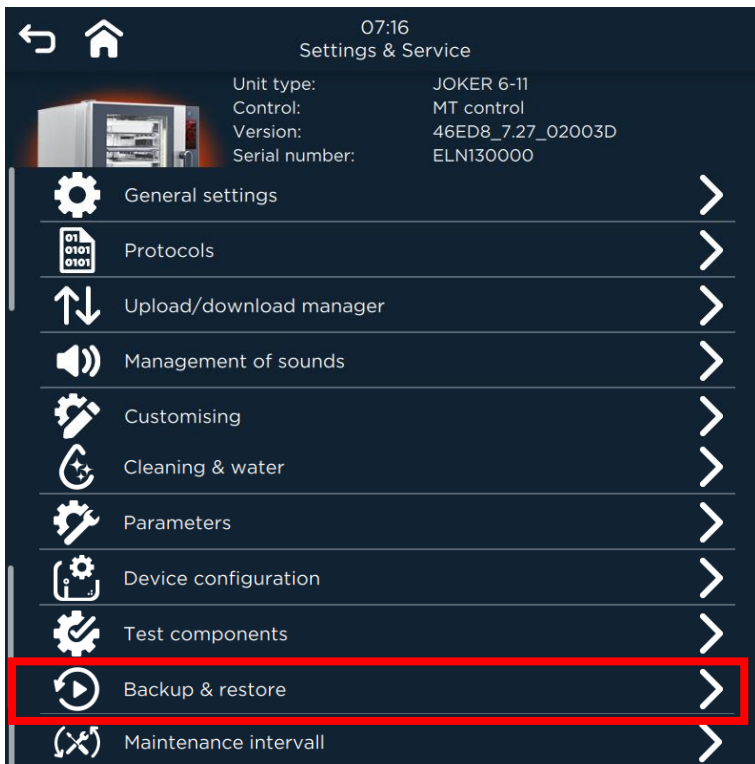 07:16
Settings & Service
Unit type: JOKER 6-11
Control: MT control
Version: 46ED8_7.27_02003D
Serial number: ELN130000
General settings
01
0101
0101
Protocols
Upload/download manager
Management of sounds
Customising
Cleaning & water
Parameters
Device configuration
Test components
Backup & restore
Maintenance intervall